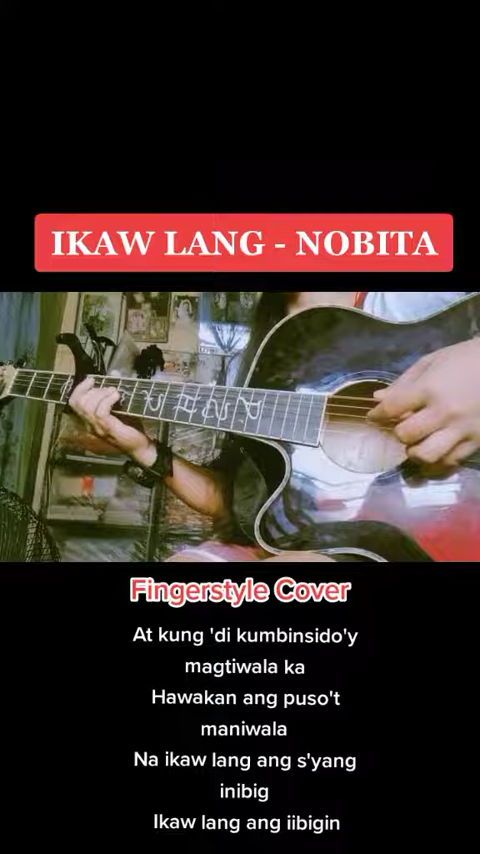 IKAW LANG - NOBITA
Fingerstyle Cover
At kung 'di kumbinsido'y
magtiwala ka
Hawakan ang puso't
maniwala
Na ikaw lang ang s'yang
inibig
Ikaw lang ang iibigin